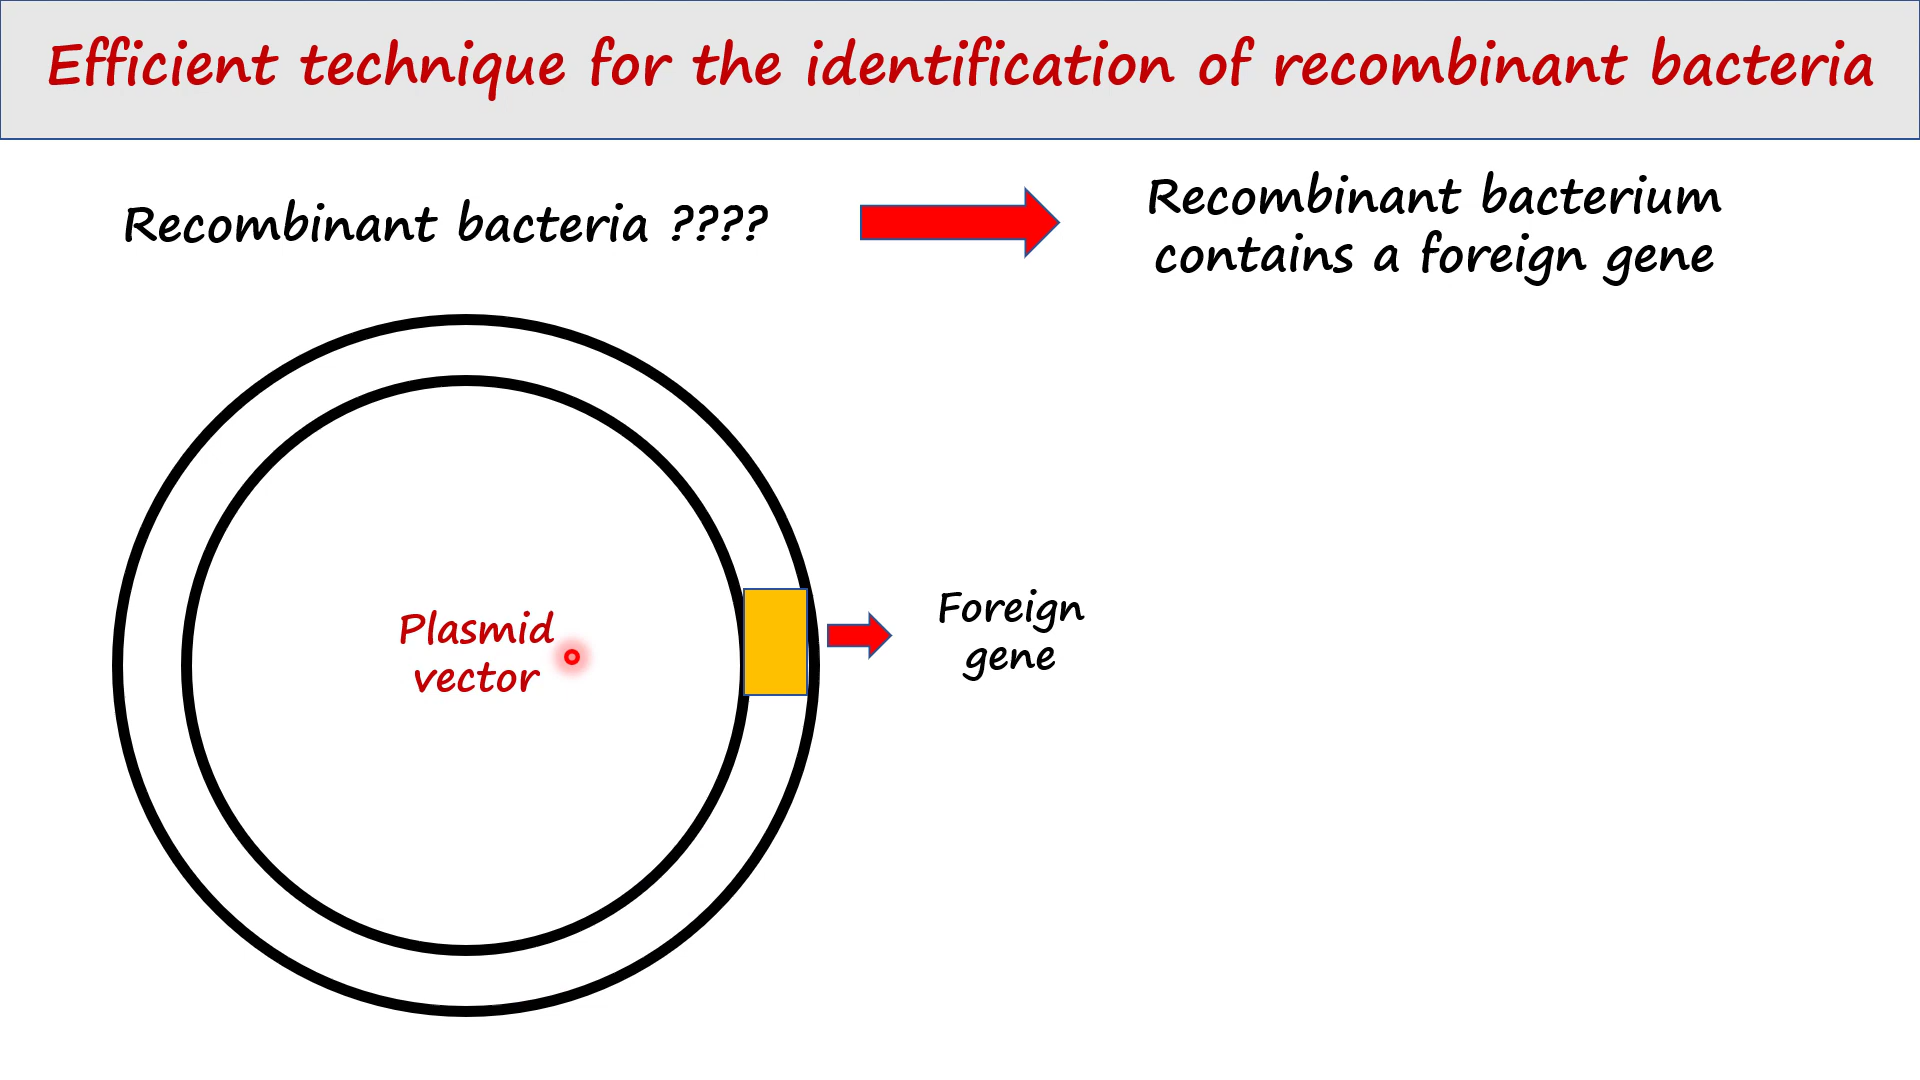 Efficient technique for the identification of recombinant bacteria
Recombinant bacteria ????
Recombinant bacterium
contains a foreign gene
Plasmid
vector
Foreign
gene